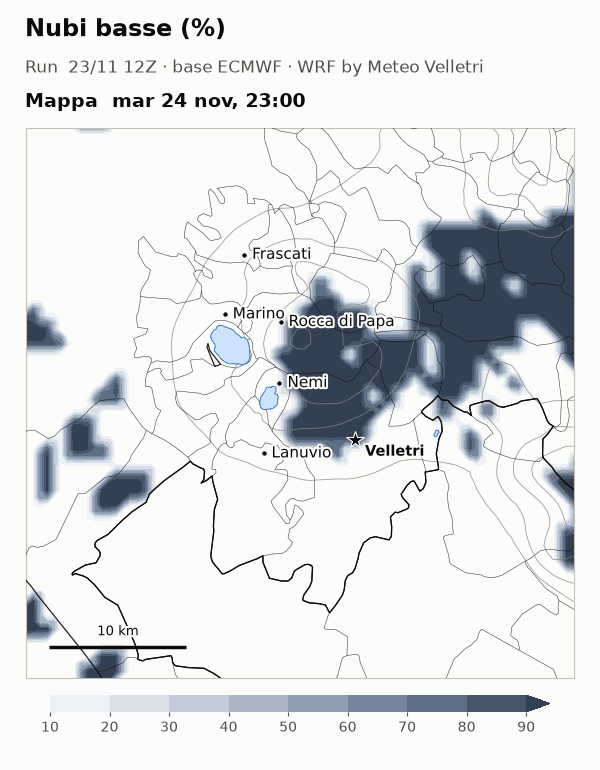 Nubi basse (%)
Run  23/11 12Z · base ECMWF · WRF by Meteo Velletri
Mappa  mar 24 nov, 23:00
Frascati
Marino
Rocca di Papa
Nemi
Velletri
Lanuvio
10 km
10 20 30 40 50 60 70 80 90